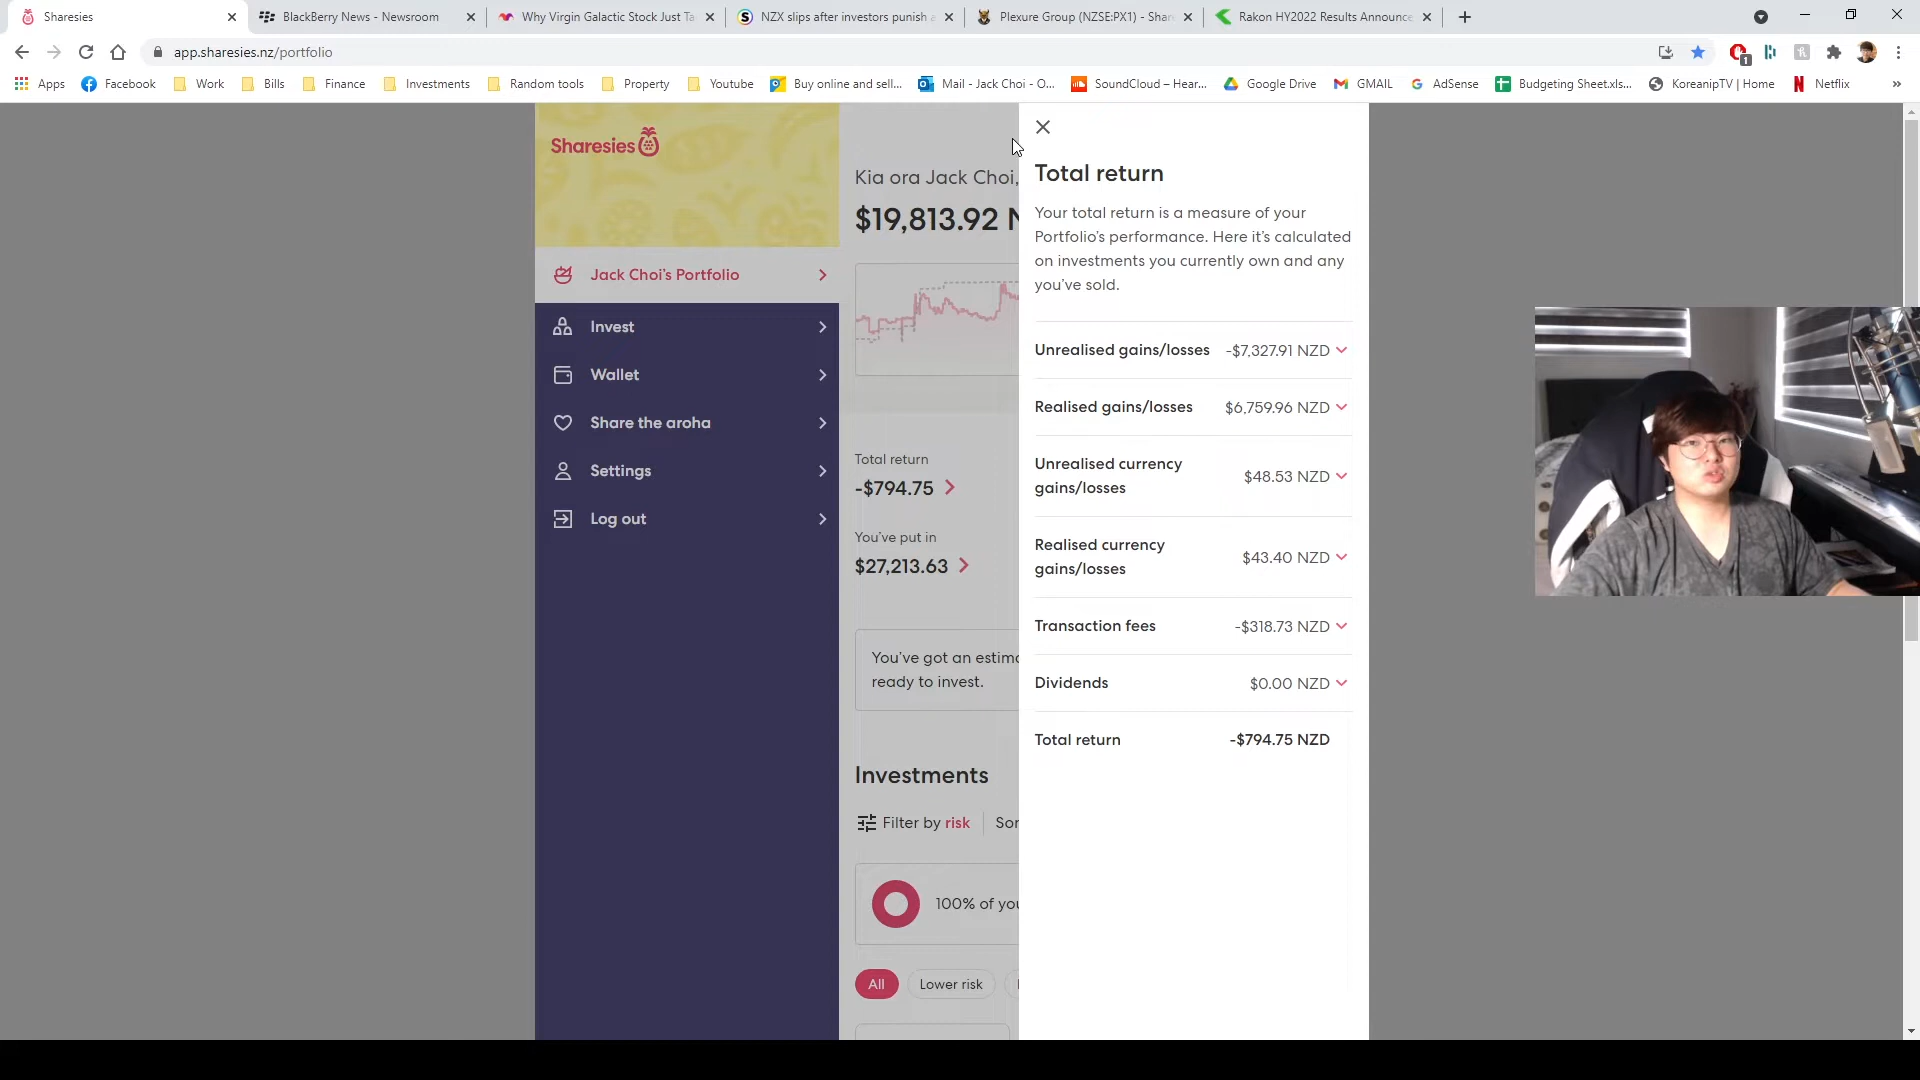 Sharesies
BlackBerry News - Newsroom
Why Virgin Galactic Stock Just Ta
NZX slips after investors punish a
Plexure Group (NZSE:PX1) - Shar
Rakon HY2022 Results Announce
app.sharesies.nz/portfolio
1
Apps
Facebook
Work
Bills
Finance
Investments
Random tools
Property
Youtube
Buy online and sell...
Mail - Jack Choi - O...
SoundCloud – Hear...
Google Drive
GMAIL
AdSense
Budgeting Sheet.xls...
KoreanipTV | Home
Netflix
»
Sharesies
Jack Choi's Portfolio
Invest
Wallet
Share the aroha
Settings
Log out
Kia ora Jack Choi,
$19,813.92 N
Total return
-$794.75
You've put in
$27,213.63
You've got an estima
ready to invest.
Investments
Filter by risk
Sor
100% of you
All
Lower risk
Total return
Your total return is a measure of your
Portfolio's performance. Here it's calculated
on investments you currently own and any
you've sold.
Unrealised gains/losses -$7,327.91 NZD
Realised gains/losses $6,759.96 NZD
Unrealised currency
gains/losses
$48.53 NZD
Realised currency
gains/losses
$43.40 NZD
Transaction fees -$318.73 NZD
Dividends $0.00 NZD
Total return -$794.75 NZD